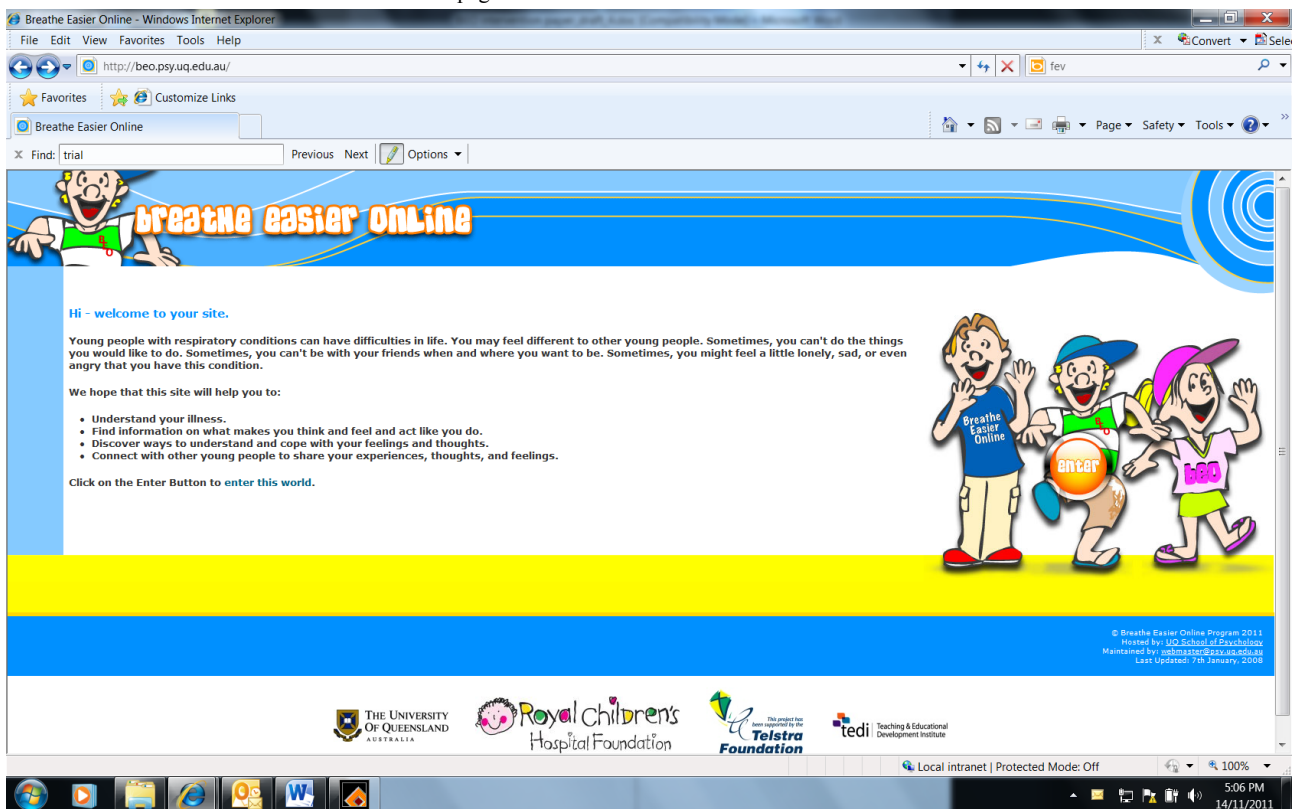 page
Breathe Easier Online - Windows Internet Explorer
File Edit View Favorites Tools Help
x Convert Sele
http://beo.psy.uq.edu.au/
fev
Favorites Customize Links
Breathe Easier Online
Page Safety Tools
x Find: trial Previous Next Options
breathe easier online
BEO
Hi - welcome to your site.
Young people with respiratory conditions can have difficulties in life. You may feel different to other young people. Sometimes, you can't do the things
you would like to do. Sometimes, you can't be with your friends when and where you want to be. Sometimes, you might feel a little lonely, sad, or even
angry that you have this condition.
We hope that this site will help you to:
• Understand your illness.
• Find information on what makes you think and feel and act like you do.
• Discover ways to understand and cope with your feelings and thoughts.
• Connect with other young people to share your experiences, thoughts, and feelings.
Click on the Enter Button to enter this world.
Breathe
Easier
Online
enter
beo
© Breathe Easier Online Program 2011
Hosted by: UQ School of Psychology
Maintained by: webmaster@psy.uq.edu.au
Last Updated: 7th January, 2008
THE UNIVERSITY
OF QUEENSLAND
AUSTRALIA
Royal Children's
Hospital Foundation
This project has
been supported by the
Telstra
Foundation
tedi Teaching & Educational
Development Institute
Local intranet | Protected Mode: Off
100%
5:06 PM
14/11/2011